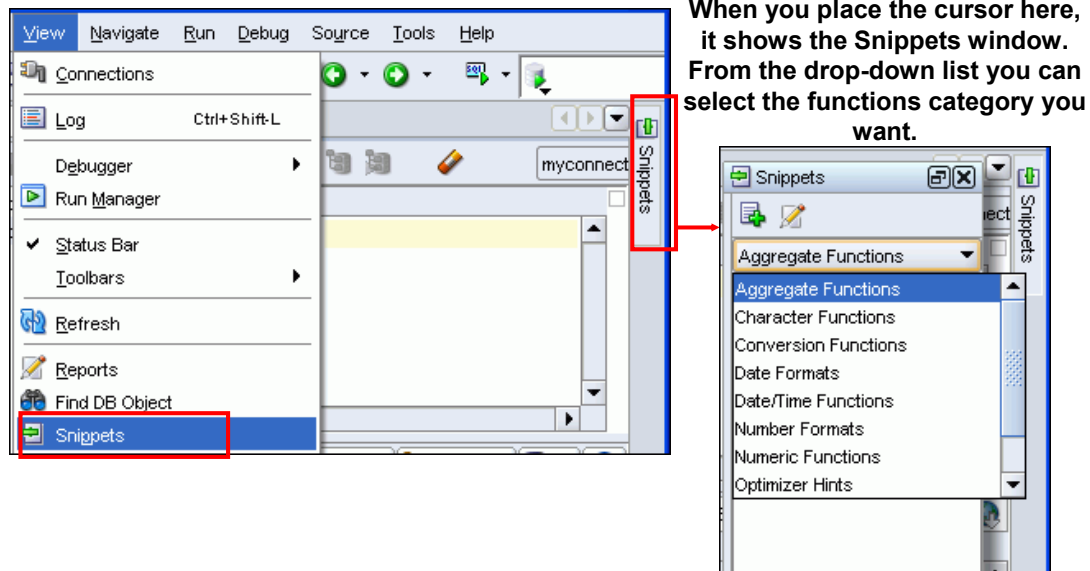 When you place the cursor here,
it shows the Snippets window.
From the drop-down list you can
select the functions category you
want.
View Navigate Run Debug Source Tools Help
Connections
Log Ctrl+Shift-L
Debugger
Run Manager
Status Bar
Toolbars
Refresh
Reports
Find DB Object
Snippets
SQL
myconnect
Snippets
Snippets
Aggregate Functions
Aggregate Functions
Character Functions
Conversion Functions
Date Formats
Date/Time Functions
Number Formats
Numeric Functions
Optimizer Hints
ect
Snippets